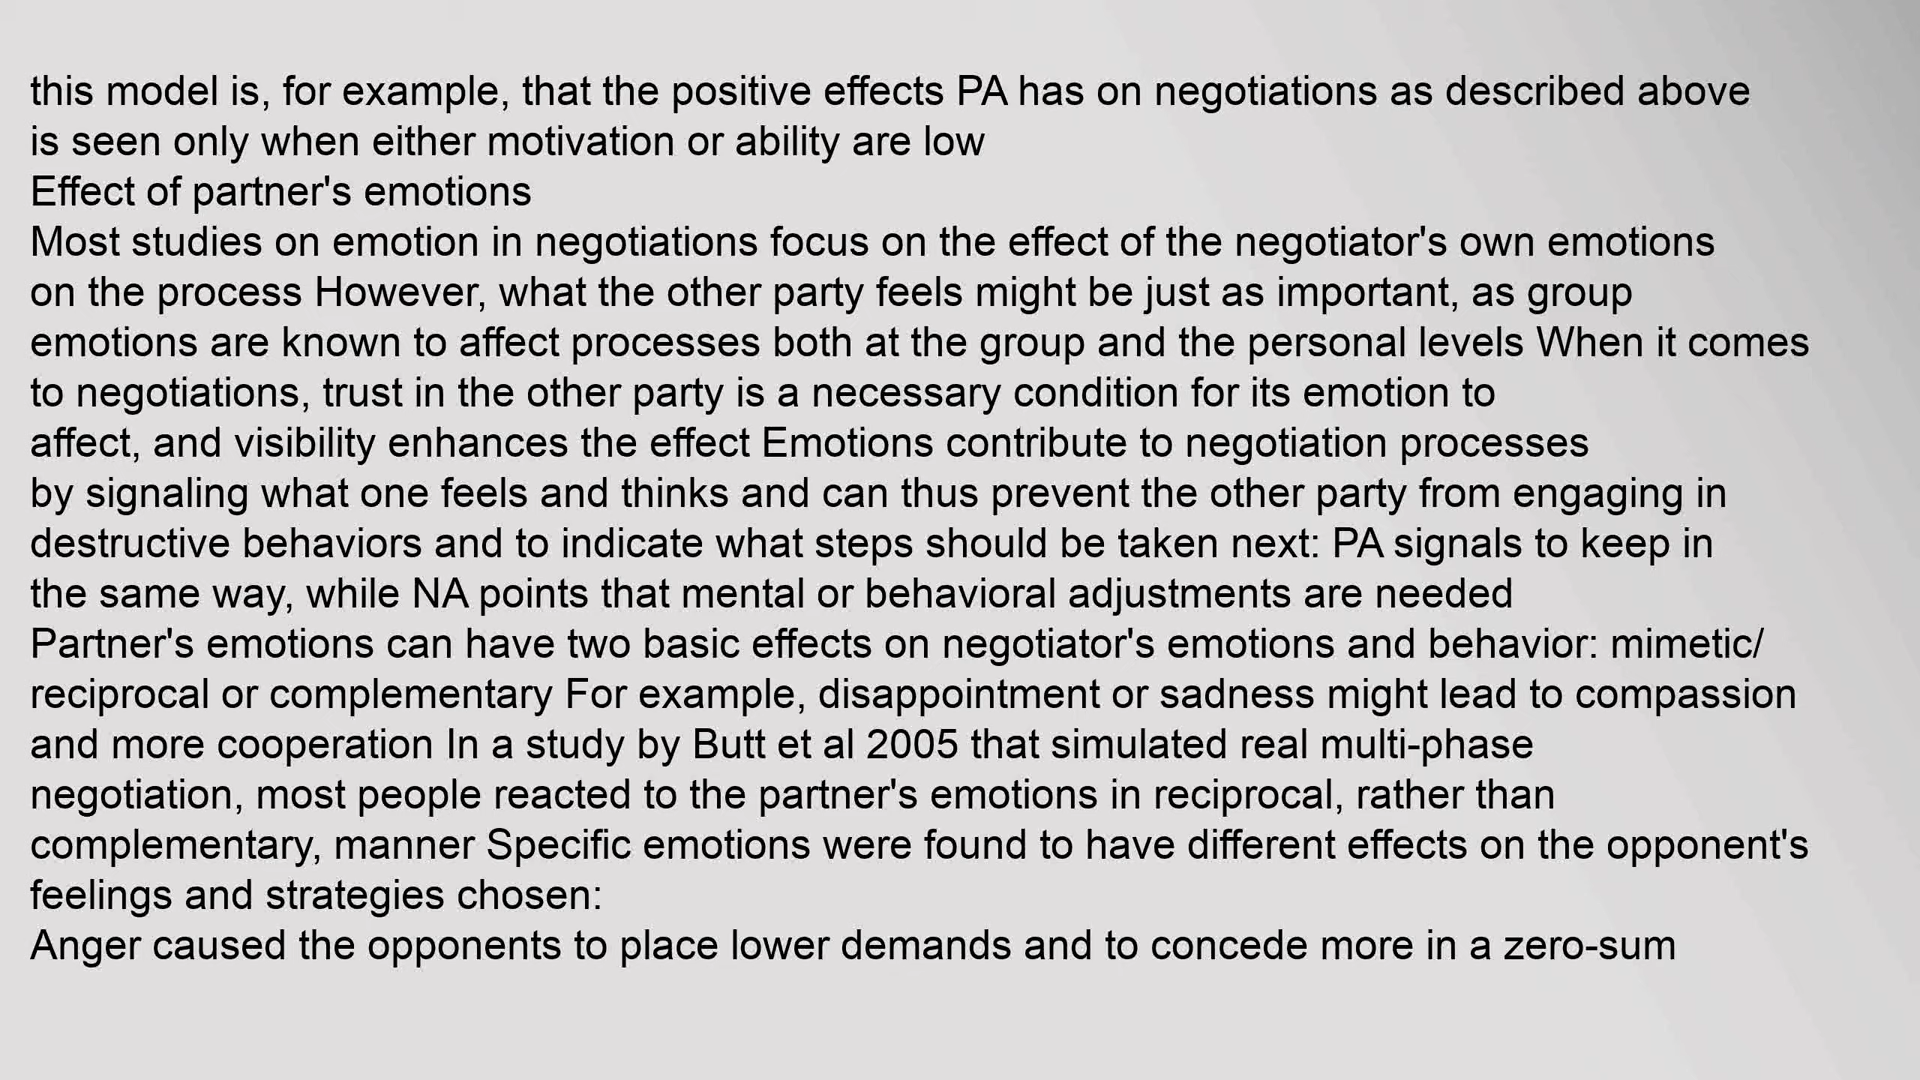 this model is, for example, that the positive effects PA has on negotiations as described above
is seen only when either motivation or ability are low
Effect of partner's emotions
Most studies on emotion in negotiations focus on the effect of the negotiator's own emotions
on the process However, what the other party feels might be just as important, as group
emotions are known to affect processes both at the group and the personal levels When it comes
to negotiations, trust in the other party is a necessary condition for its emotion to
affect, and visibility enhances the effect Emotions contribute to negotiation processes
by signaling what one feels and thinks and can thus prevent the other party from engaging in
destructive behaviors and to indicate what steps should be taken next: PA signals to keep in
the same way, while NA points that mental or behavioral adjustments are needed
Partner's emotions can have two basic effects on negotiator's emotions and behavior: mimetic/
reciprocal or complementary For example, disappointment or sadness might lead to compassion
and more cooperation In a study by Butt et al 2005 that simulated real multi-phase
negotiation, most people reacted to the partner's emotions in reciprocal, rather than
complementary, manner Specific emotions were found to have different effects on the opponent's
feelings and strategies chosen:
Anger caused the opponents to place lower demands and to concede more in a zero-sum